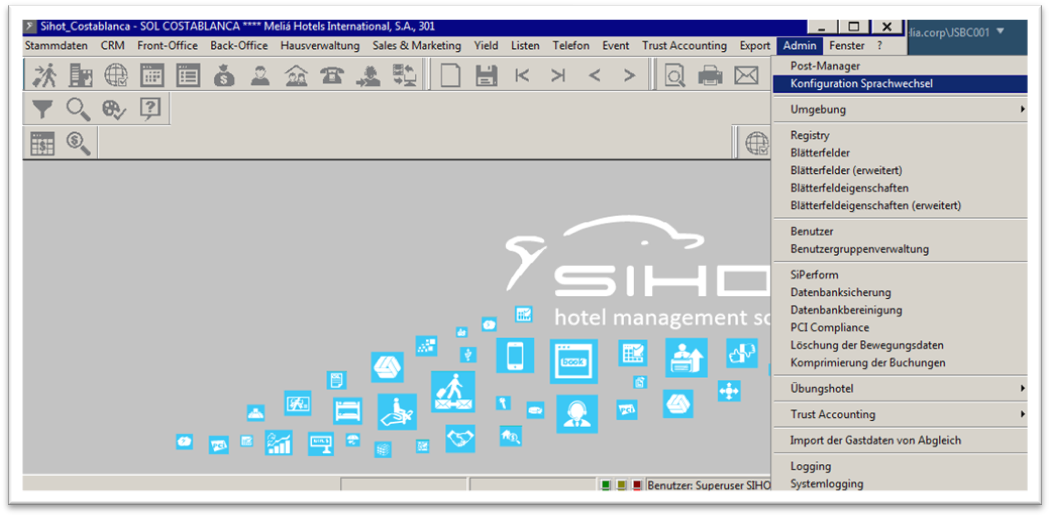 Sihot_Costablanca - SOL COSTABLANCA **** Meliá Hotels International, S.A., 301
lia.corp\USBC001
Stammdaten CRM Front-Office Back-Office Hausverwaltung Sales & Marketing Yield Listen Telefon Event Trust Accounting Export Admin Fenster ?
Post-Manager
Konfiguration Sprachwechsel
Umgebung
Registry
Blätterfelder
Blätterfelder (erweitert)
Blätterfeldeigenschaften
Blätterfeldeigenschaften (erweitert)
Benutzer
Benutzergruppenverwaltung
SiPerform
Datenbanksicherung
Datenbankbereinigung
PCI Compliance
Löschung der Bewegungsdaten
Komprimierung der Buchungen
Übungshotel
Trust Accounting
Import der Gastdaten von Abgleich
Logging
Systemlogging
SIHO
hotel management so
BOOK
PCI
PCI
Benutzer: Superuser SIHO